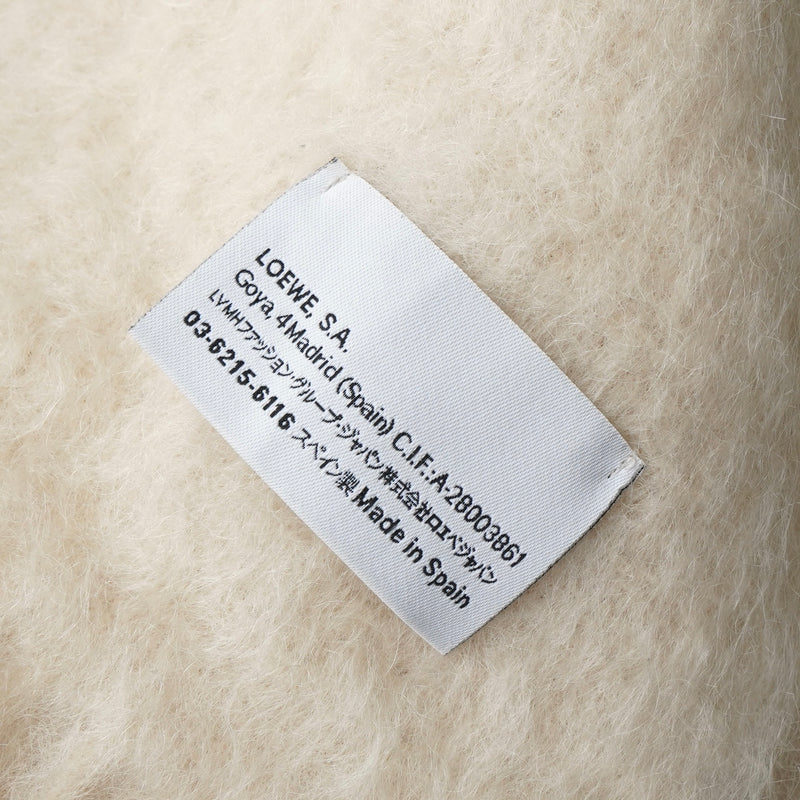 LOEWE, S.A.
Goya, 4 Madrid (Spain) C.I.F.:A-28003861
LVMHファッション・グループ・ジャパン株式会社ロエベジャパン
03-6215-6116 スペイン製 Made in Spain